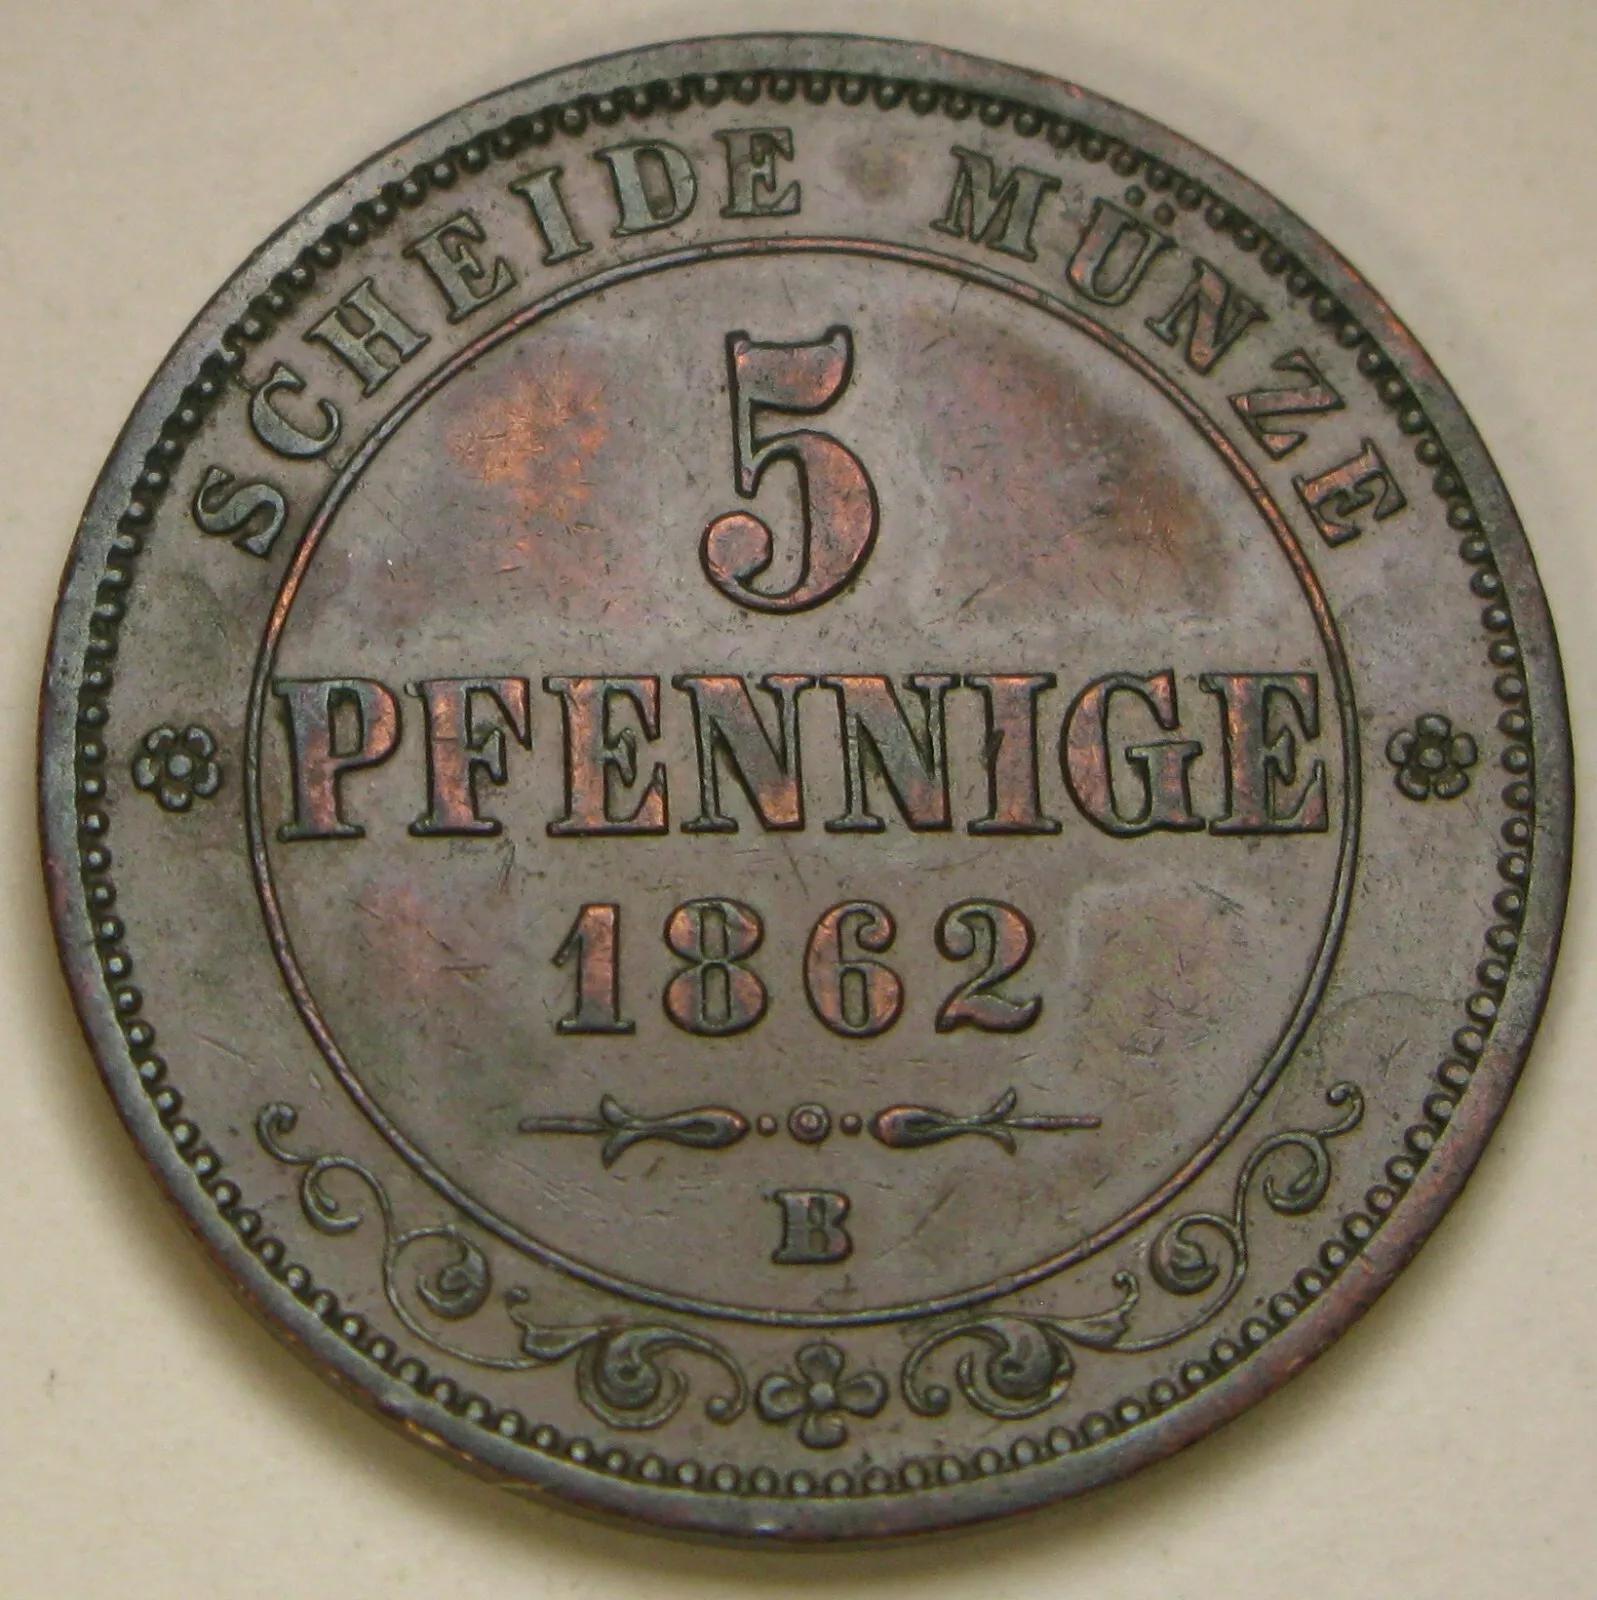 SCHEIDE MÜNZE
5
PFENNIGE
1862
B